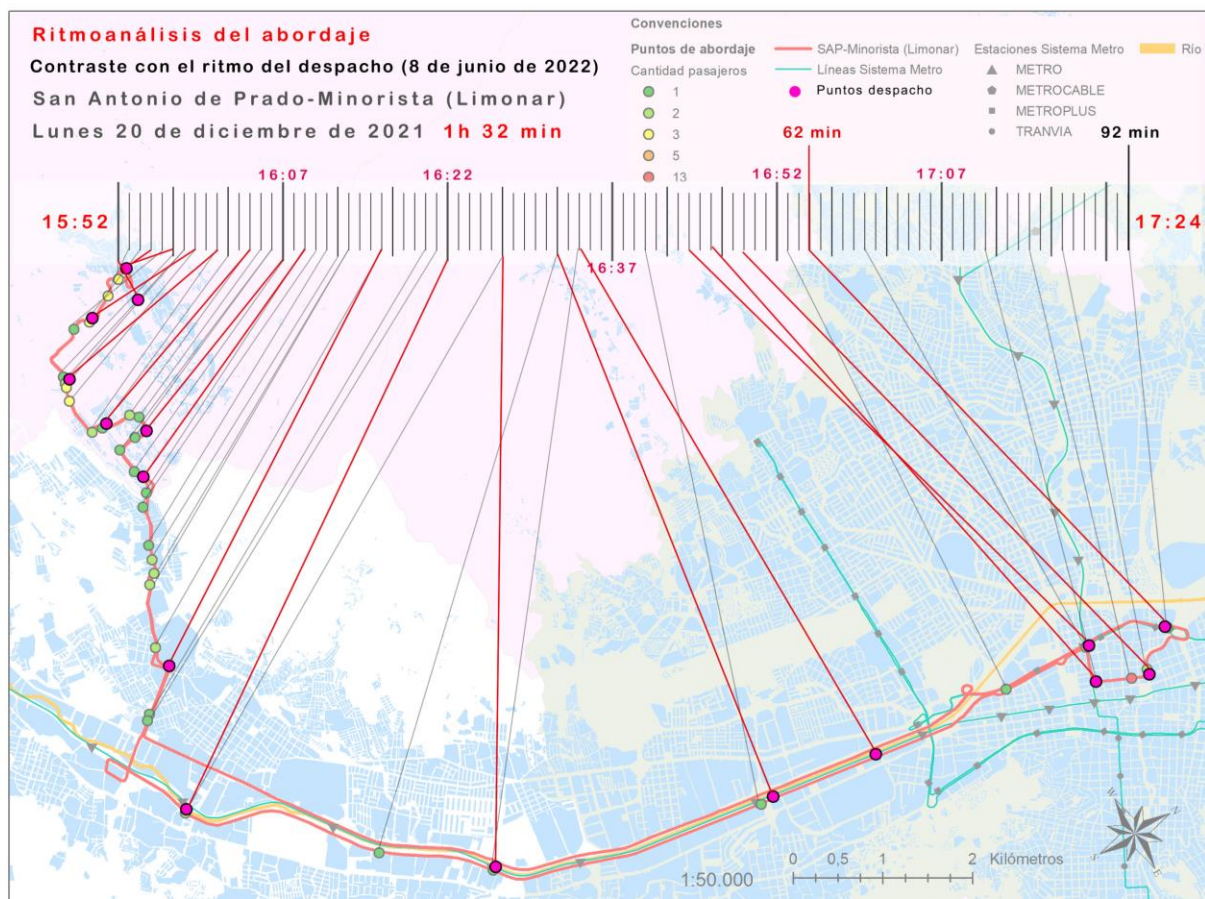 Ritmoanálisis del abordaje
Contraste con el ritmo del despacho (8 de junio de 2022)
San Antonio de Prado-Minorista (Limonar)
Lunes 20 de diciembre de 2021 1h 32 min
Convenciones
Puntos de abordaje
Cantidad pasajeros
1
2
3
5
13
SAP-Minorista (Limonar)
Líneas Sistema Metro
Puntos despacho
Estaciones Sistema Metro
METRO
METROCABLE
METROPLUS
TRANVIA
Río
62 min
92 min
15:52
16:07
16:22
16:37
16:52
17:07
17:24
0 0,5 1 2 Kilómetros
1:50.000
W N
S E